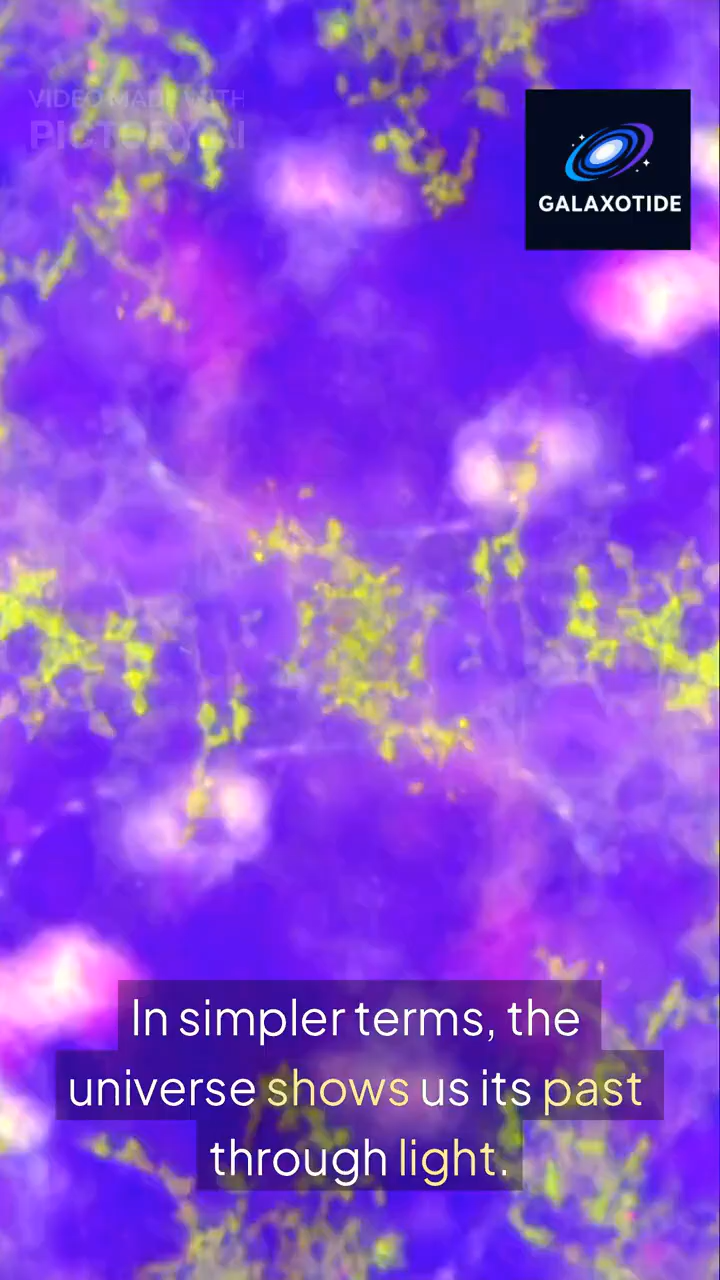 VIDEO MADE WITH
PICTORY.AI
GALAXOTIDE
In simpler terms, the
universe shows us its past
through light.